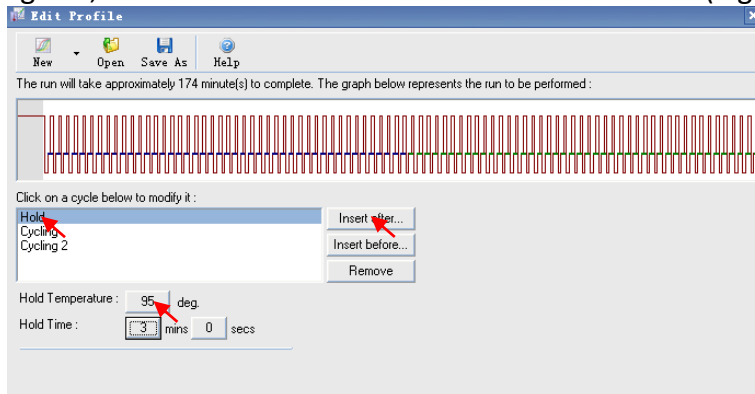 Edit Profile
New Open Save As Help
The run will take approximately 174 minute(s) to complete. The graph below represents the run to be performed :
Click on a cycle below to modify it :
Hold
Insert after...
Cycling
Cycling 2
Insert before...
Remove
Hold Temperature : 95 deg.
Hold Time : 3 mins 0 secs